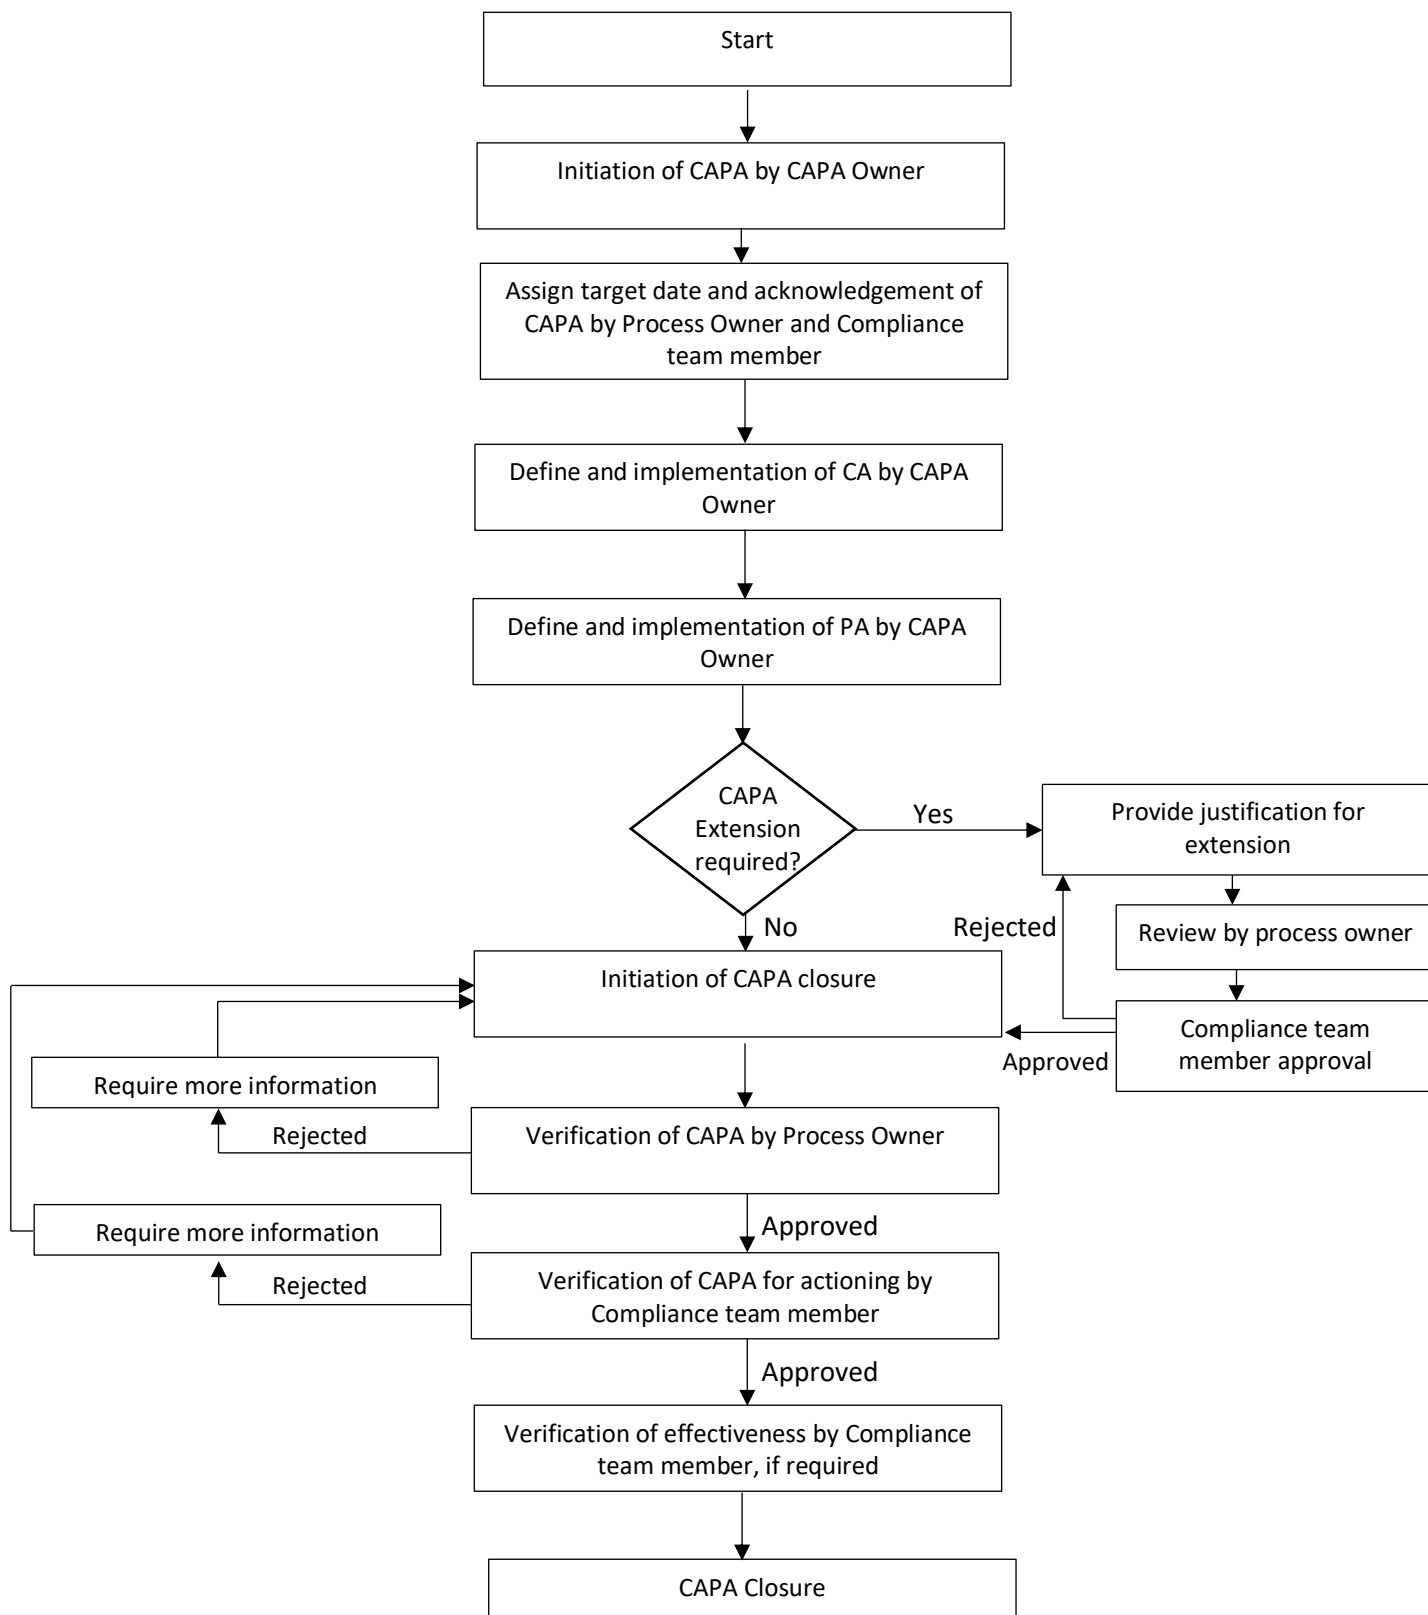 Start
Initiation of CAPA by CAPA Owner
Assign target date and acknowledgement of
CAPA by Process Owner and Compliance
team member
Define and implementation of CA by CAPA
Owner
Define and implementation of PA by CAPA
Owner
CAPA
Extension
required?
Yes
Provide justification for
extension
No
Rejected
Review by process owner
Initiation of CAPA closure
Compliance team
member approval
Approved
Require more information
Rejected
Verification of CAPA by Process Owner
Approved
Require more information
Rejected
Verification of CAPA for actioning by
Compliance team member
Approved
Verification of effectiveness by Compliance
team member, if required
CAPA Closure